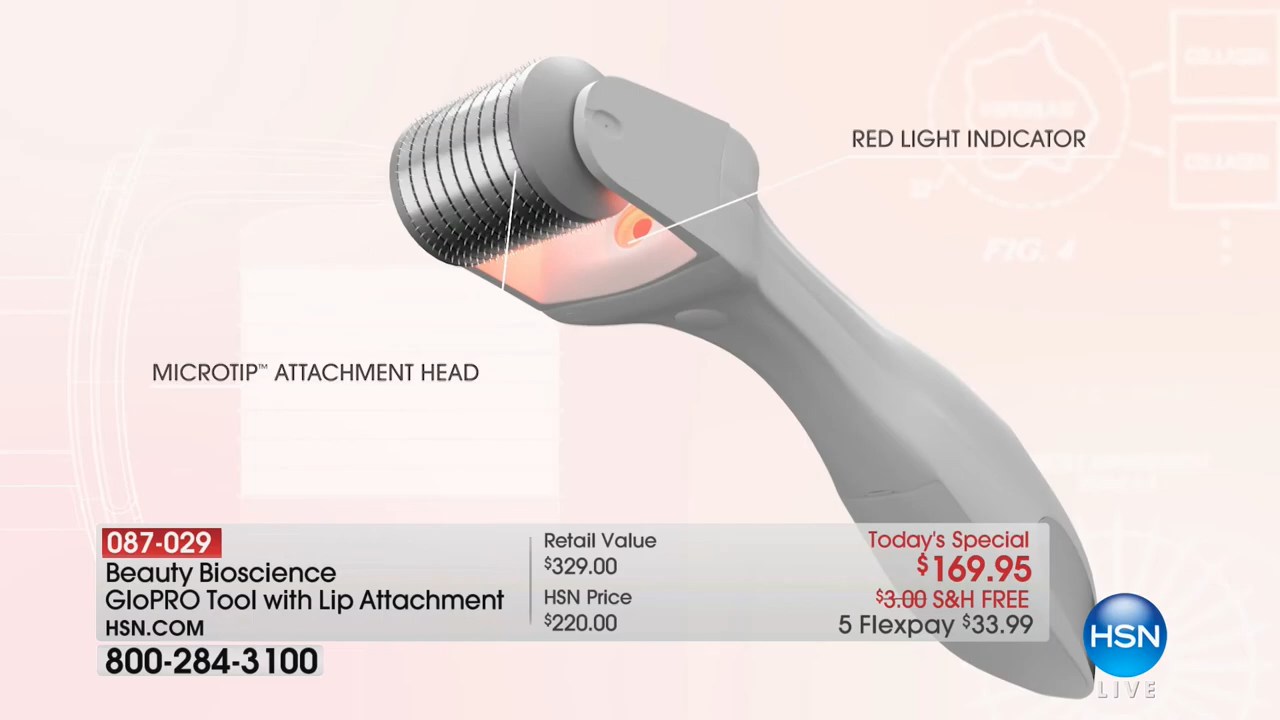 RED LIGHT INDICATOR
FIG. 4
MICROTIP™ ATTACHMENT HEAD
087-029
Beauty Bioscience
GloPRO Tool with Lip Attachment
HSN.COM
800-284-3100
Retail Value
$329.00
HSN Price
$220.00
Today's Special
$169.95
$3.00 S&H FREE
5 Flexpay $33.99
HSN
LIVE